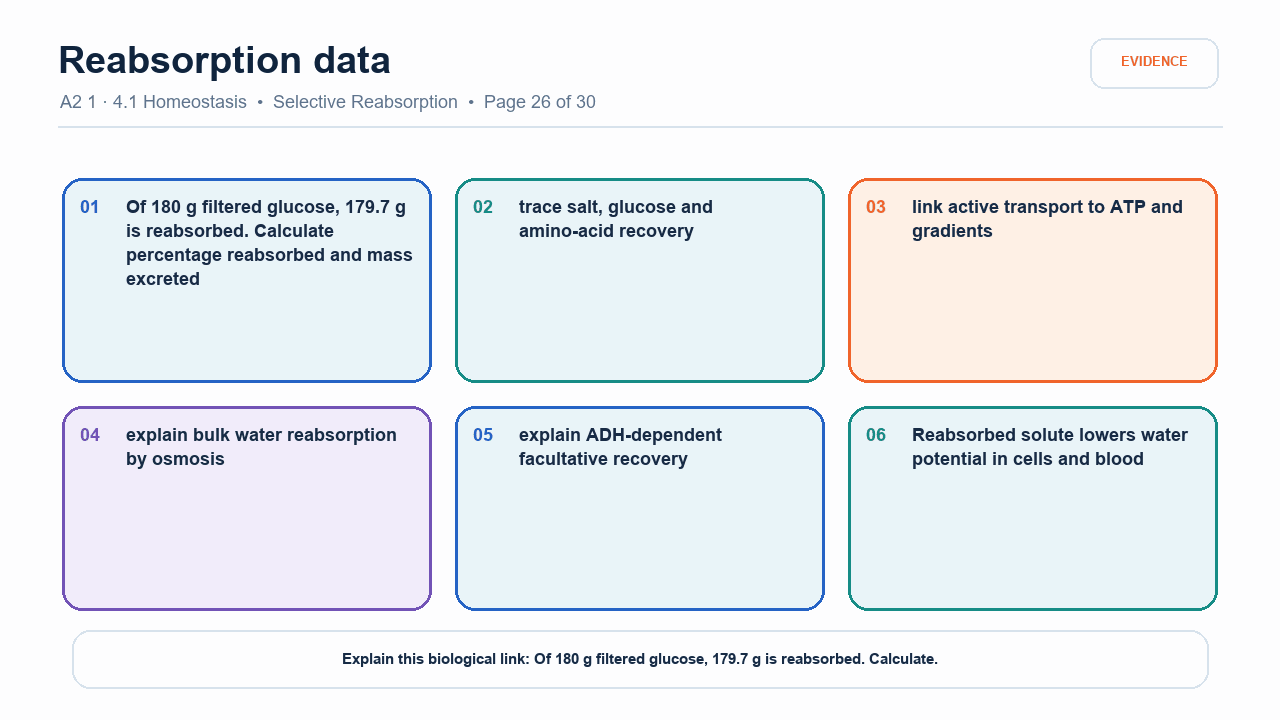 Reabsorption data
EVIDENCE
A2 1 · 4.1 Homeostasis • Selective Reabsorption • Page 26 of 30
01
Of 180 g filtered glucose, 179.7 g
is reabsorbed. Calculate
percentage reabsorbed and mass
excreted
02
trace salt, glucose and
amino-acid recovery
03
link active transport to ATP and
gradients
04
explain bulk water reabsorption
by osmosis
05
explain ADH-dependent
facultative recovery
06
Reabsorbed solute lowers water
potential in cells and blood
Explain this biological link: Of 180 g filtered glucose, 179.7 g is reabsorbed. Calculate.